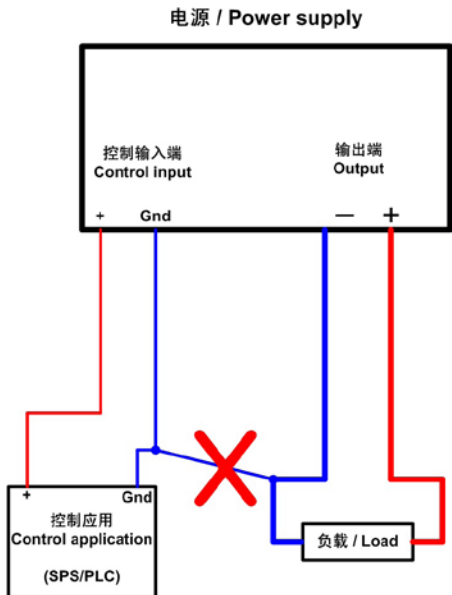 电源 / Power supply
控制输入端
Control input
输出端
Output
+
Gnd
—
+
+
Gnd
控制应用
Control application
(SPS/PLC)
负载 / Load